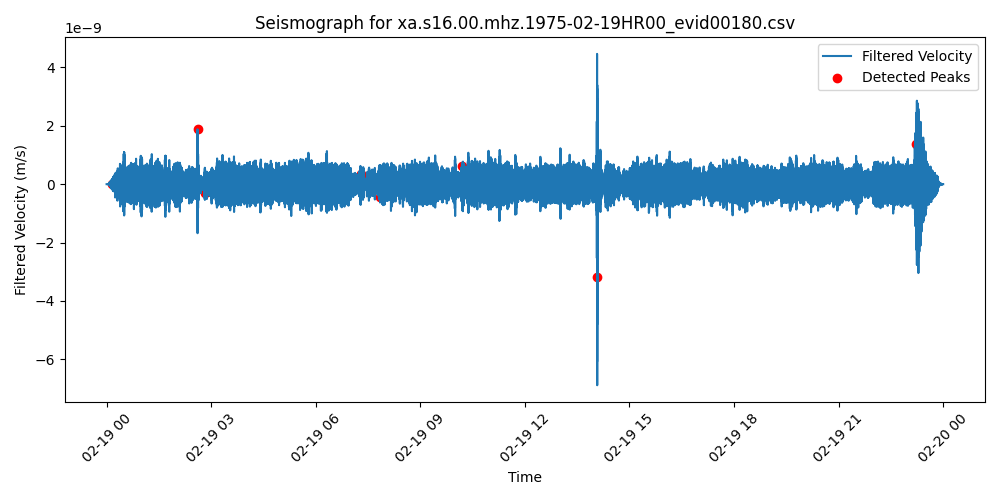 Seismograph for xa.s16.00.mhz.1975-02-19HR00_evid00180.csv
1e−9
Filtered Velocity
Detected Peaks
4
2
0
−2
−4
−6
Filtered Velocity (m/s)
02-19 00
02-19 03
02-19 06
02-19 09
02-19 12
02-19 15
02-19 18
02-19 21
02-20 00
Time